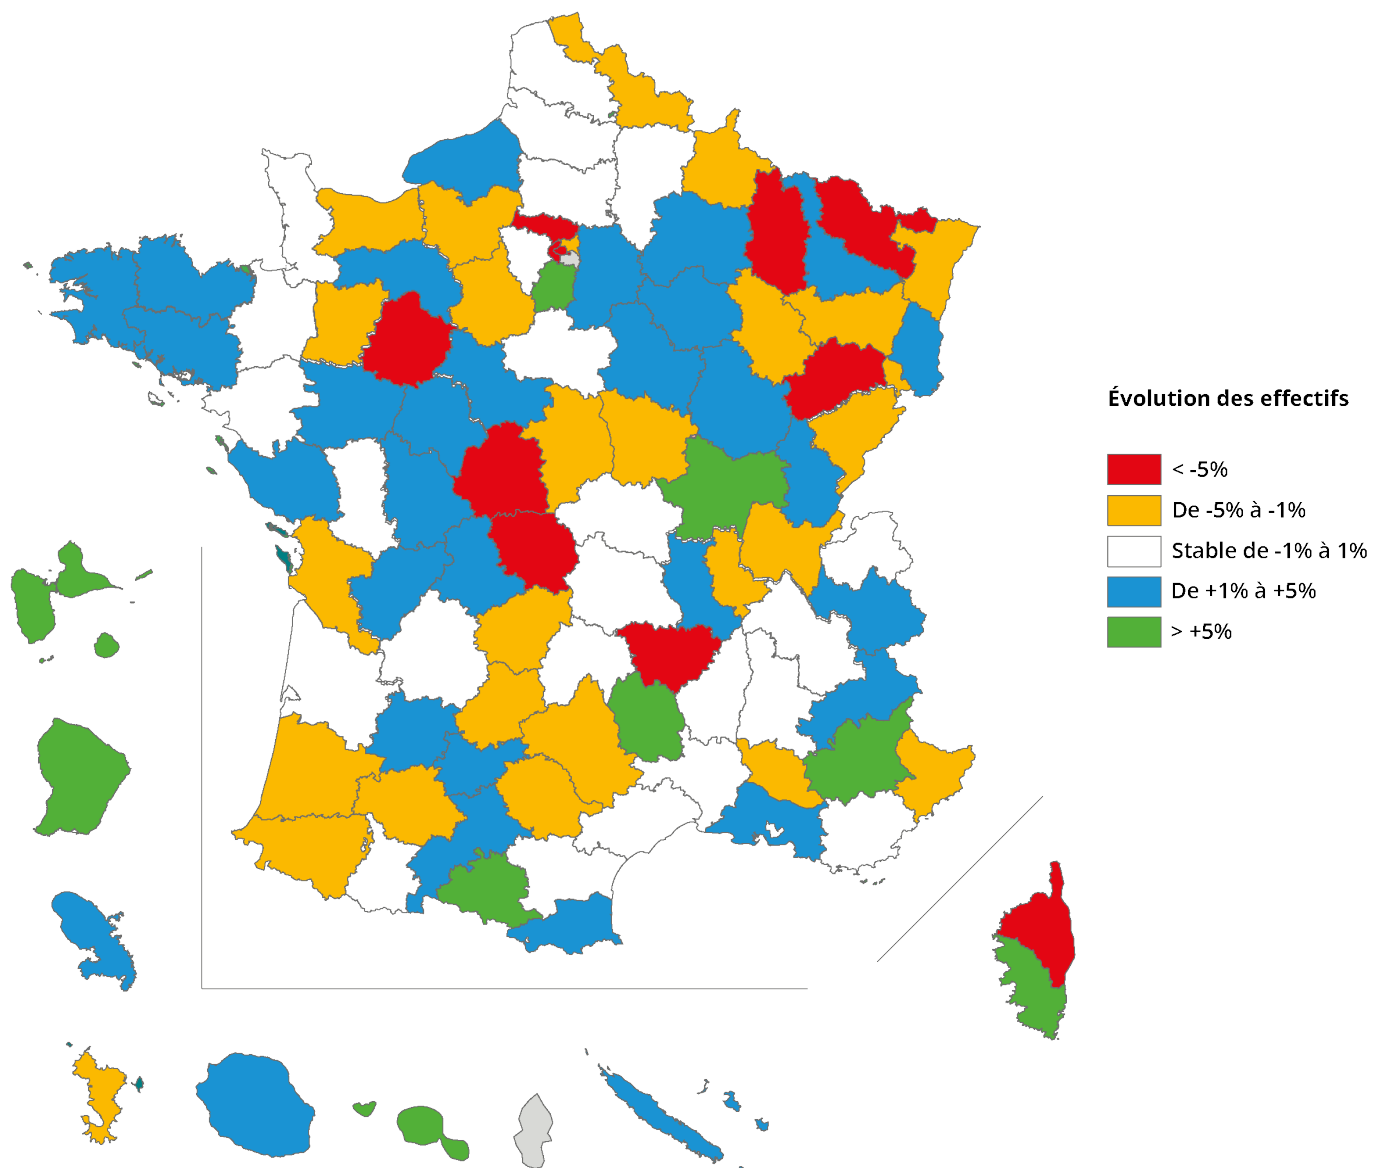 Évolution des effectifs
< -5%
De -5% à -1%
Stable de -1% à 1%
De +1% à +5%
> +5%